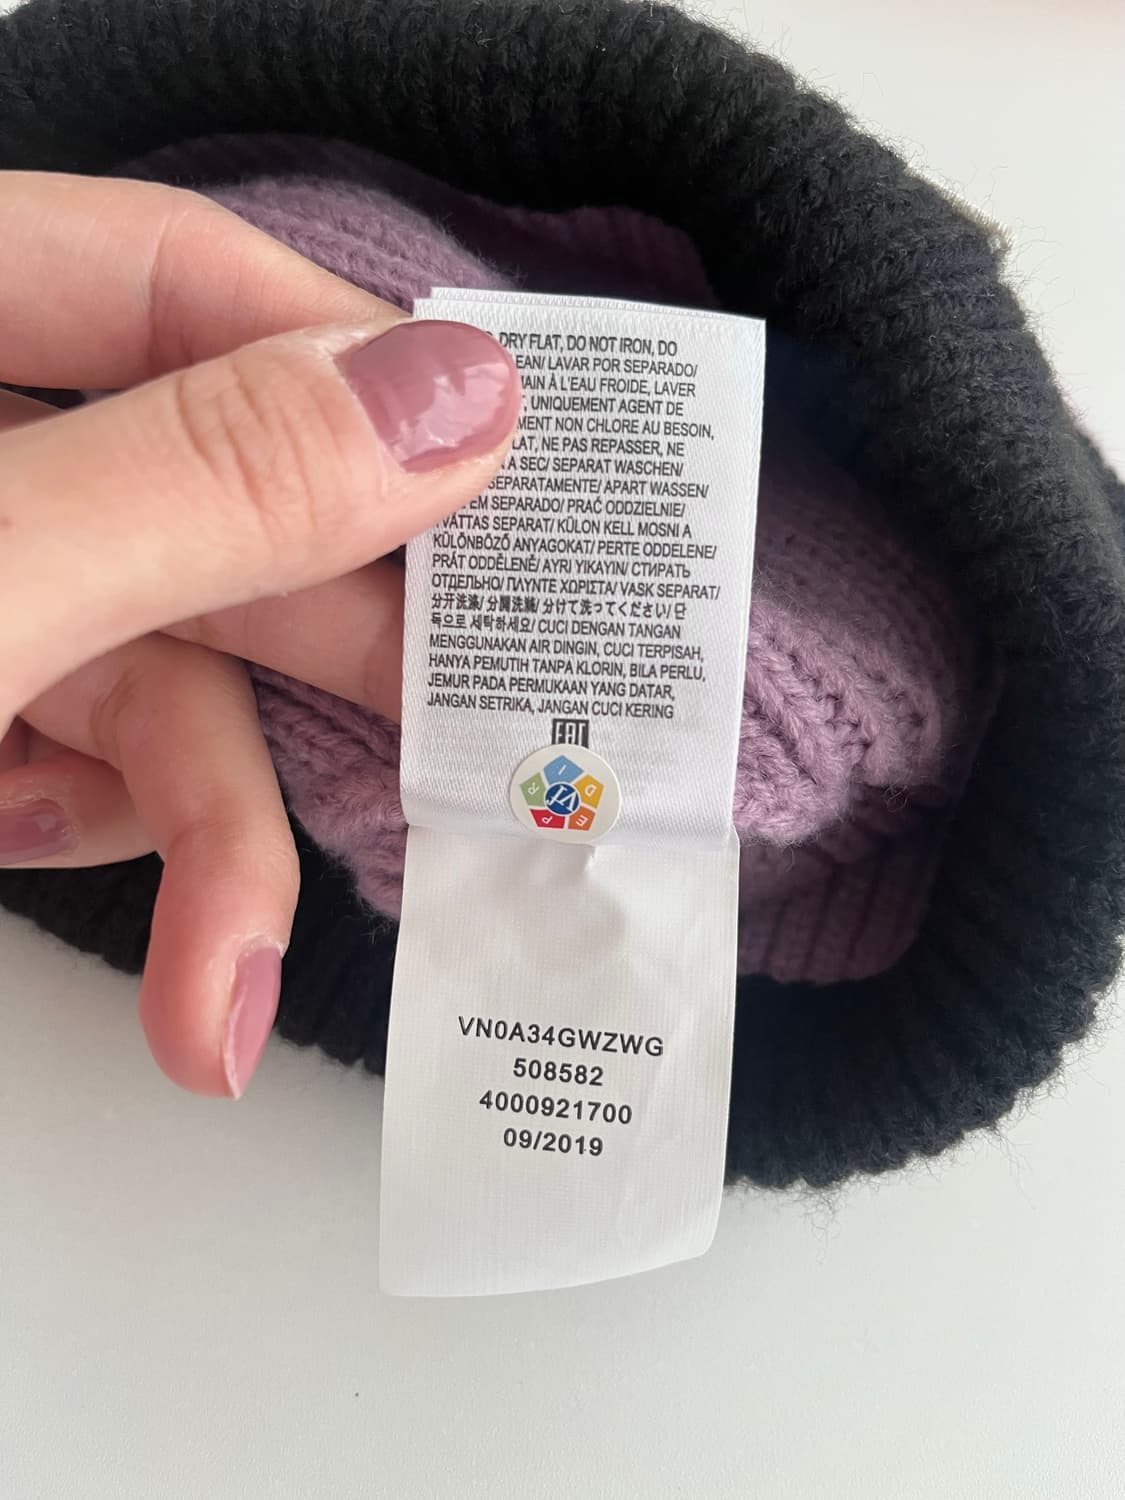 DRY FLAT, DO NOT IRON, DO
LAVAR POR SEPARADO/
À L'EAU FROIDE, LAVER
UNIQUEMENT AGENT DE
NON CHLORE AU BESOIN,
NE PAS REPASSER, NE
A SEC/ SEPARAT WASCHEN/
SEPARATAMENTE/ APART WASSEN/
EM SEPARADO/ PRAĆ ODDZIELNIE/
TVÄTTAS SEPARAT/ KÜLÖN KELL MOSNI A
KÜLÖNBÖZŐ ANYAGOKAT/ PERTE ODDELENE/
PRÁT ODDĚLENĚ/ AYRI YIKAYIN/ СТИРАТЬ
ОТДЕЛЬНО/ ΠΛΥΝΤΕ ΧΩΡΙΣΤΑ/ VASK SEPARAT/
分开洗涤/ 分開洗滌/ 分けて洗ってください/ 단
독으로 세탁하세요/ CUCI DENGAN TANGAN
MENGGUNAKAN AIR DINGIN, CUCI TERPISAH,
HANYA PEMUTIH TANPA KLORIN, BILA PERLU,
JEMUR PADA PERMUKAAN YANG DATAR,
JANGAN SETRIKA, JANGAN CUCI KERING
EAC
PRIDE
vf
VN0A34GWZWG
508582
4000921700
09/2019